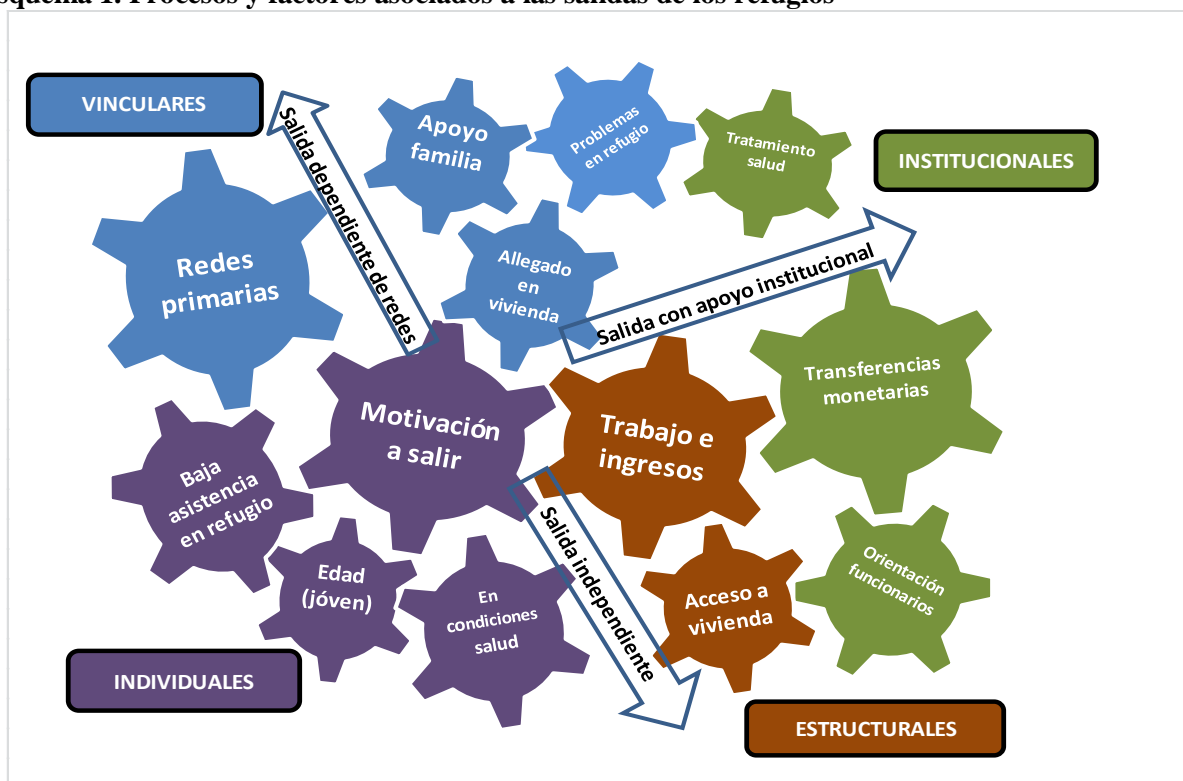 squema 1. Procesos y factores asociados a las salidas de los refugios
VINCULARES
Salida dependiente de redes
Apoyo
familia
Problemas
en refugio
Tratamiento
salud
INSTITUCIONALES
Redes
primarias
Allegado
en
vivienda
Salida con apoyo institucional
Transferencias
monetarias
Motivación
a salir
Trabajo e
ingresos
Baja
asistencia
en refugio
Salida independiente
Edad
(jóven)
En
condiciones
salud
Acceso a
vivienda
Orientación
funcionarios
INDIVIDUALES
ESTRUCTURALES